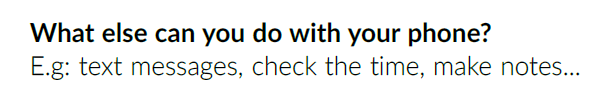 What else can you do with your phone?
E.g: text messages, check the time, make notes...